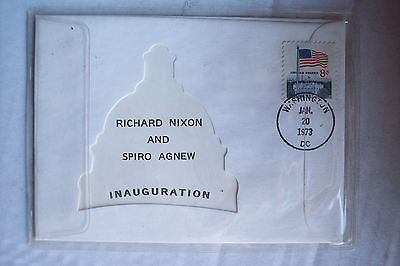 UNITED STATES 8c
WASHINGTON
JAN.
20
1973
DC
RICHARD NIXON
AND
SPIRO AGNEW
INAUGURATION